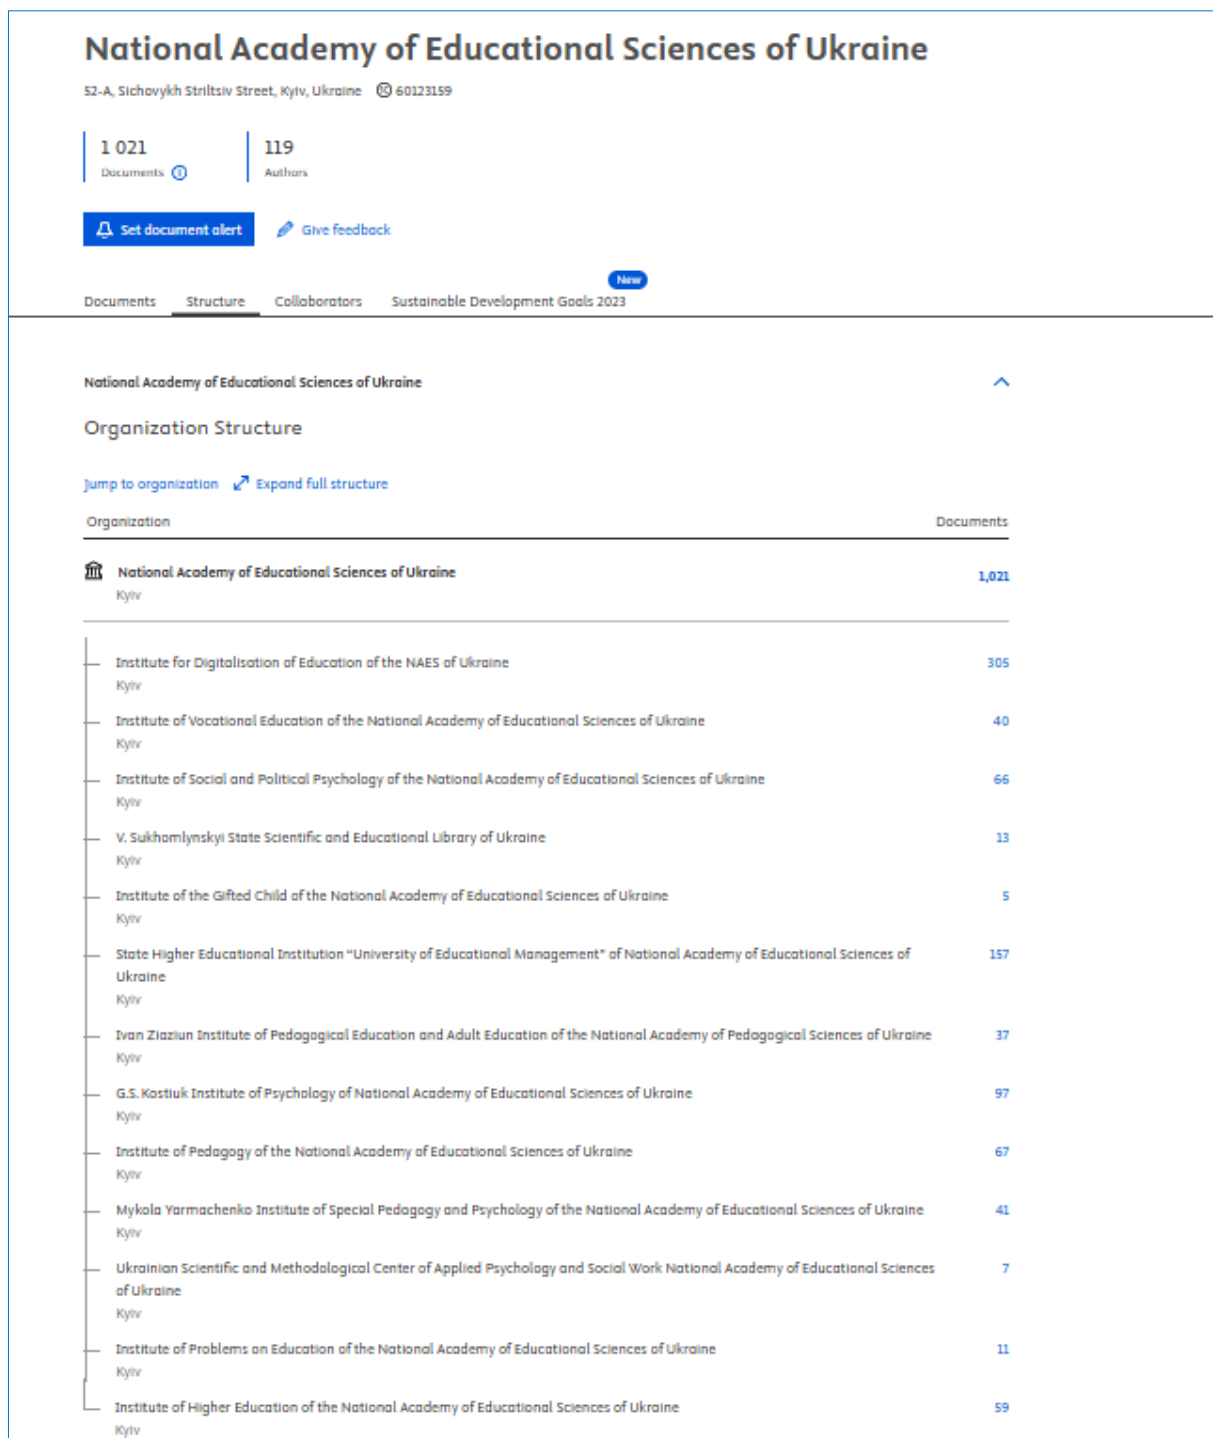 National Academy of Educational Sciences of Ukraine
52-A, Sichovykh Striltsiv Street, Kyiv, Ukraine 60123159
1 021 119
Documents Authors
Set document alert Give feedback
New
Documents Structure Collaborators Sustainable Development Goals 2023
National Academy of Educational Sciences of Ukraine
Organization Structure
Jump to organization Expand full structure
Organization Documents
National Academy of Educational Sciences of Ukraine 1,021
Kyiv
Institute for Digitalisation of Education of the NAES of Ukraine 305
Kyiv
Institute of Vocational Education of the National Academy of Educational Sciences of Ukraine 40
Kyiv
Institute of Social and Political Psychology of the National Academy of Educational Sciences of Ukraine 66
Kyiv
V. Sukhomlynskyi State Scientific and Educational Library of Ukraine 13
Kyiv
Institute of the Gifted Child of the National Academy of Educational Sciences of Ukraine 5
Kyiv
State Higher Educational Institution “University of Educational Management” of National Academy of Educational Sciences of 157
Ukraine
Kyiv
Ivan Ziaziun Institute of Pedagogical Education and Adult Education of the National Academy of Pedagogical Sciences of Ukraine 37
Kyiv
G.S. Kostiuk Institute of Psychology of National Academy of Educational Sciences of Ukraine 97
Kyiv
Institute of Pedagogy of the National Academy of Educational Sciences of Ukraine 67
Kyiv
Mykola Yarmachenko Institute of Special Pedagogy and Psychology of the National Academy of Educational Sciences of Ukraine 41
Kyiv
Ukrainian Scientific and Methodological Center of Applied Psychology and Social Work National Academy of Educational Sciences 7
of Ukraine
Kyiv
Institute of Problems on Education of the National Academy of Educational Sciences of Ukraine 11
Kyiv
Institute of Higher Education of the National Academy of Educational Sciences of Ukraine 59
Kyiv